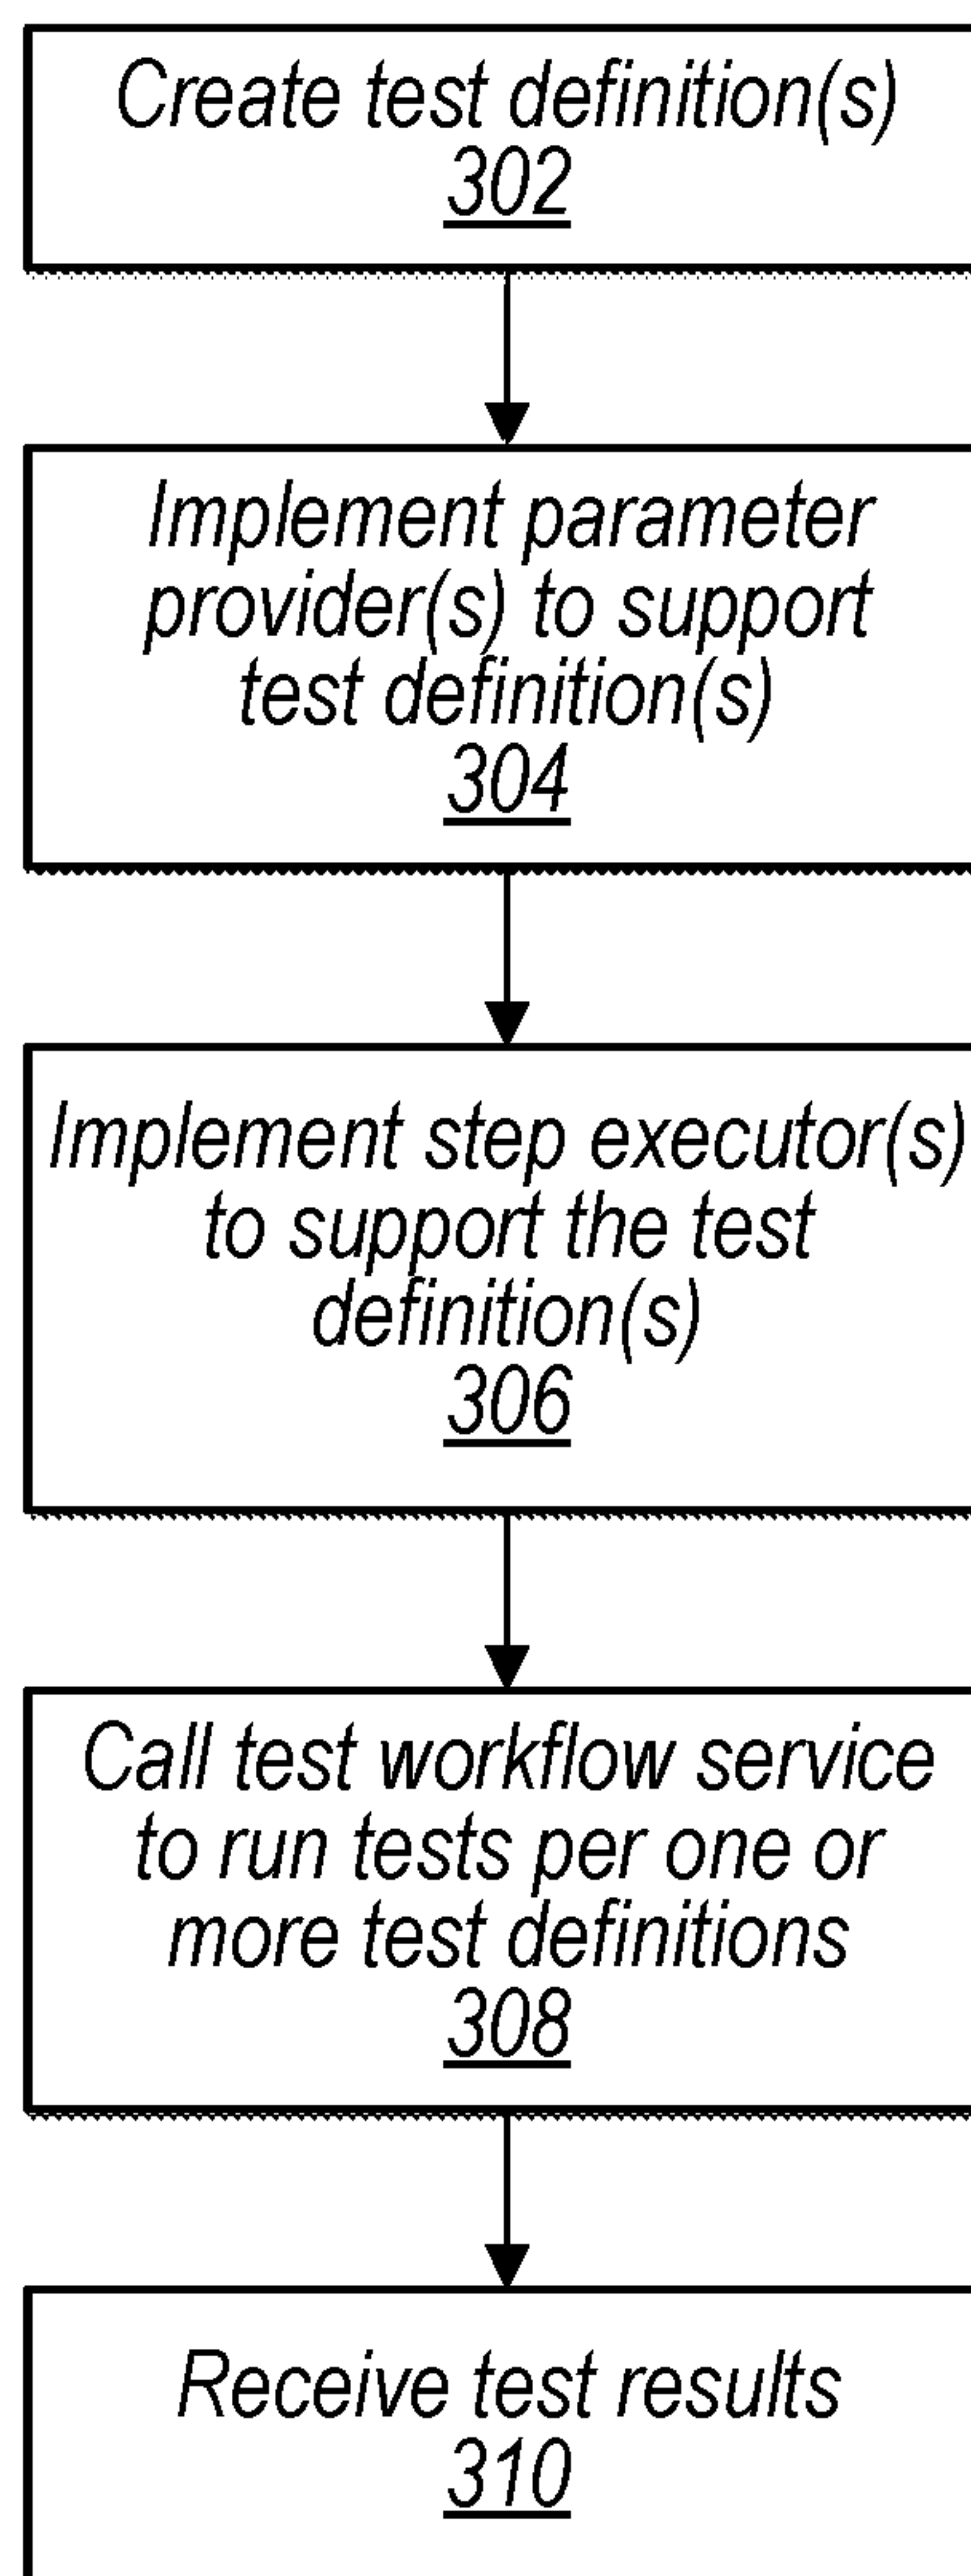 Create test definition(s)
302
Implement parameter
provider(s) to support
test definition(s)
304
Implement step executor(s)
to support the test
definition(s)
306
Call test workflow service
to run tests per one or
more test definitions
308
Receive test results
310